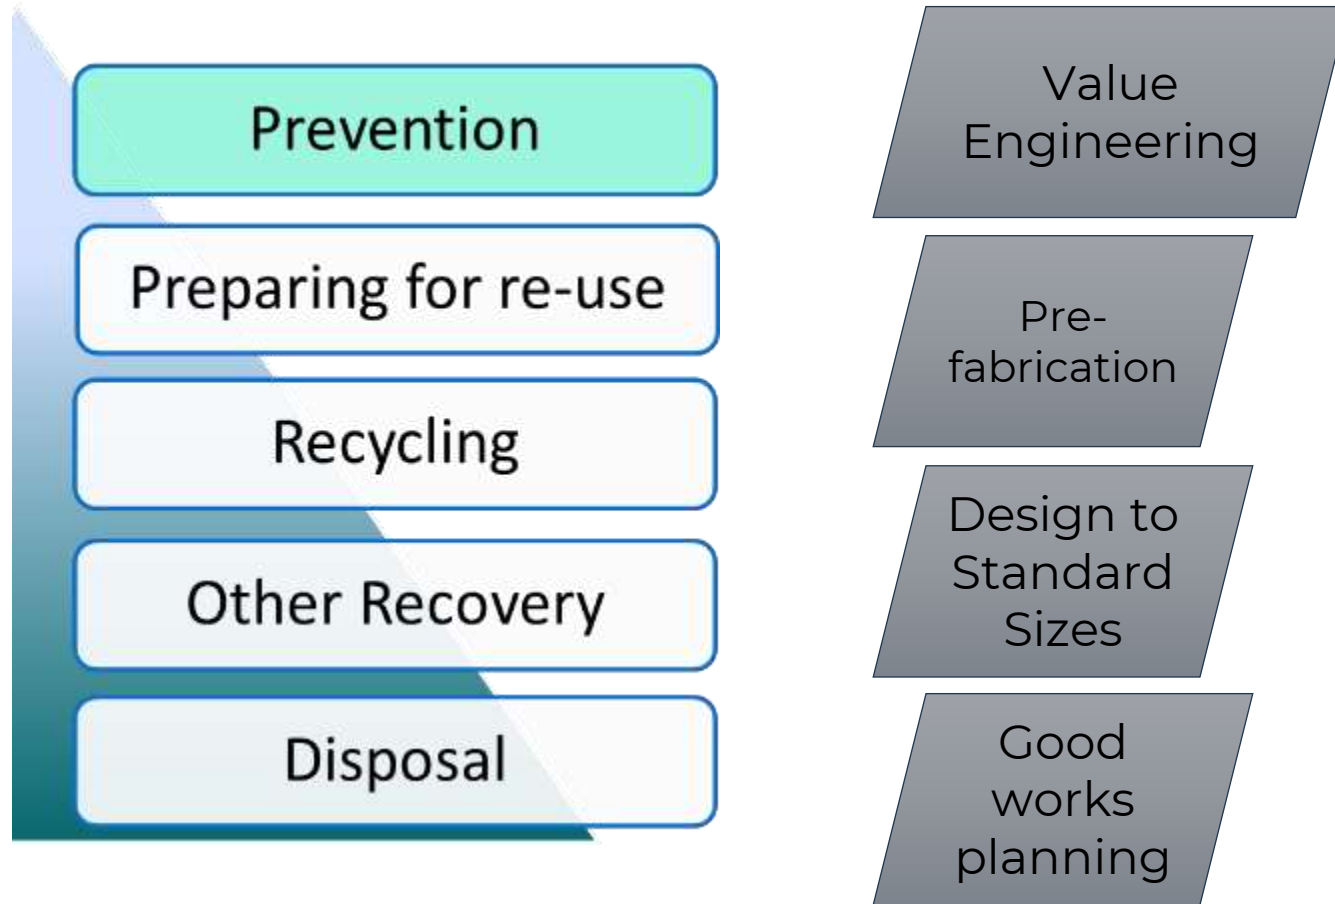 Prevention
Preparing for re-use
Recycling
Other Recovery
Disposal
Value
Engineering
Pre-
fabrication
Design to
Standard
Sizes
Good
works
planning